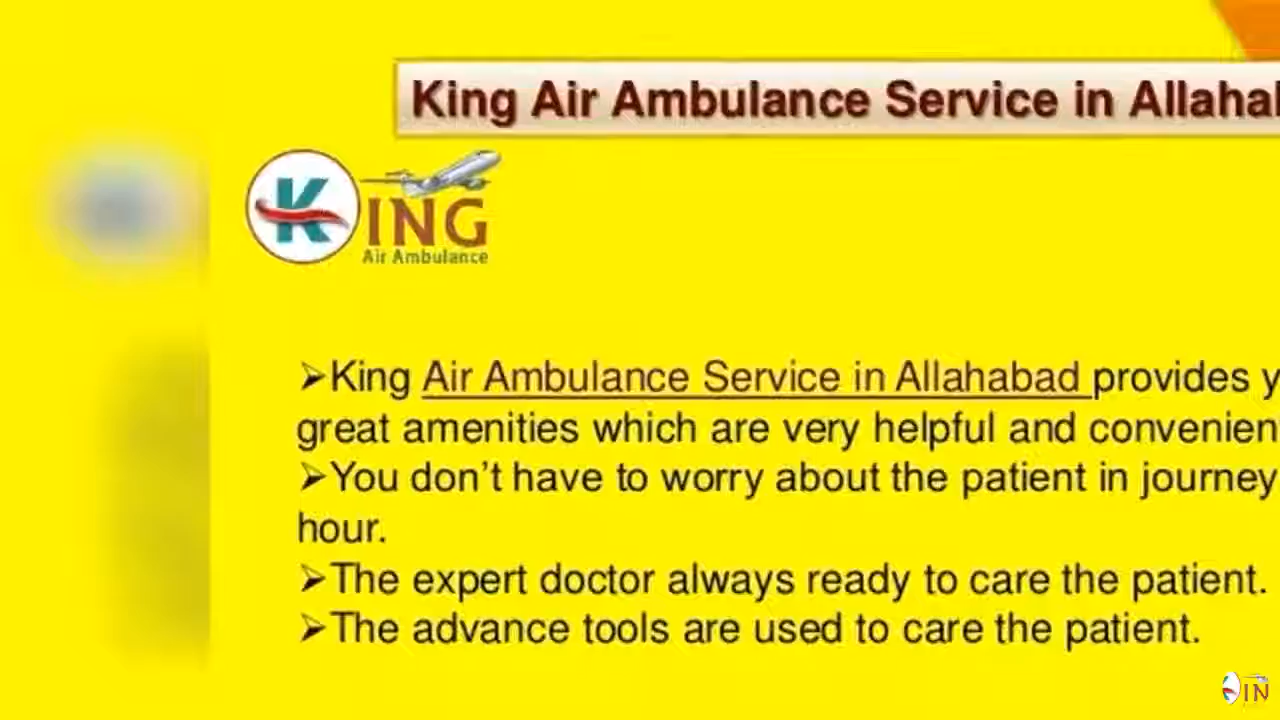 King Air Ambulance Service in Allahab
KING
Air Ambulance
➢King Air Ambulance Service in Allahabad provides y
great amenities which are very helpful and convenien
➢You don’t have to worry about the patient in journey
hour.
➢The expert doctor always ready to care the patient.
➢The advance tools are used to care the patient.
KIN